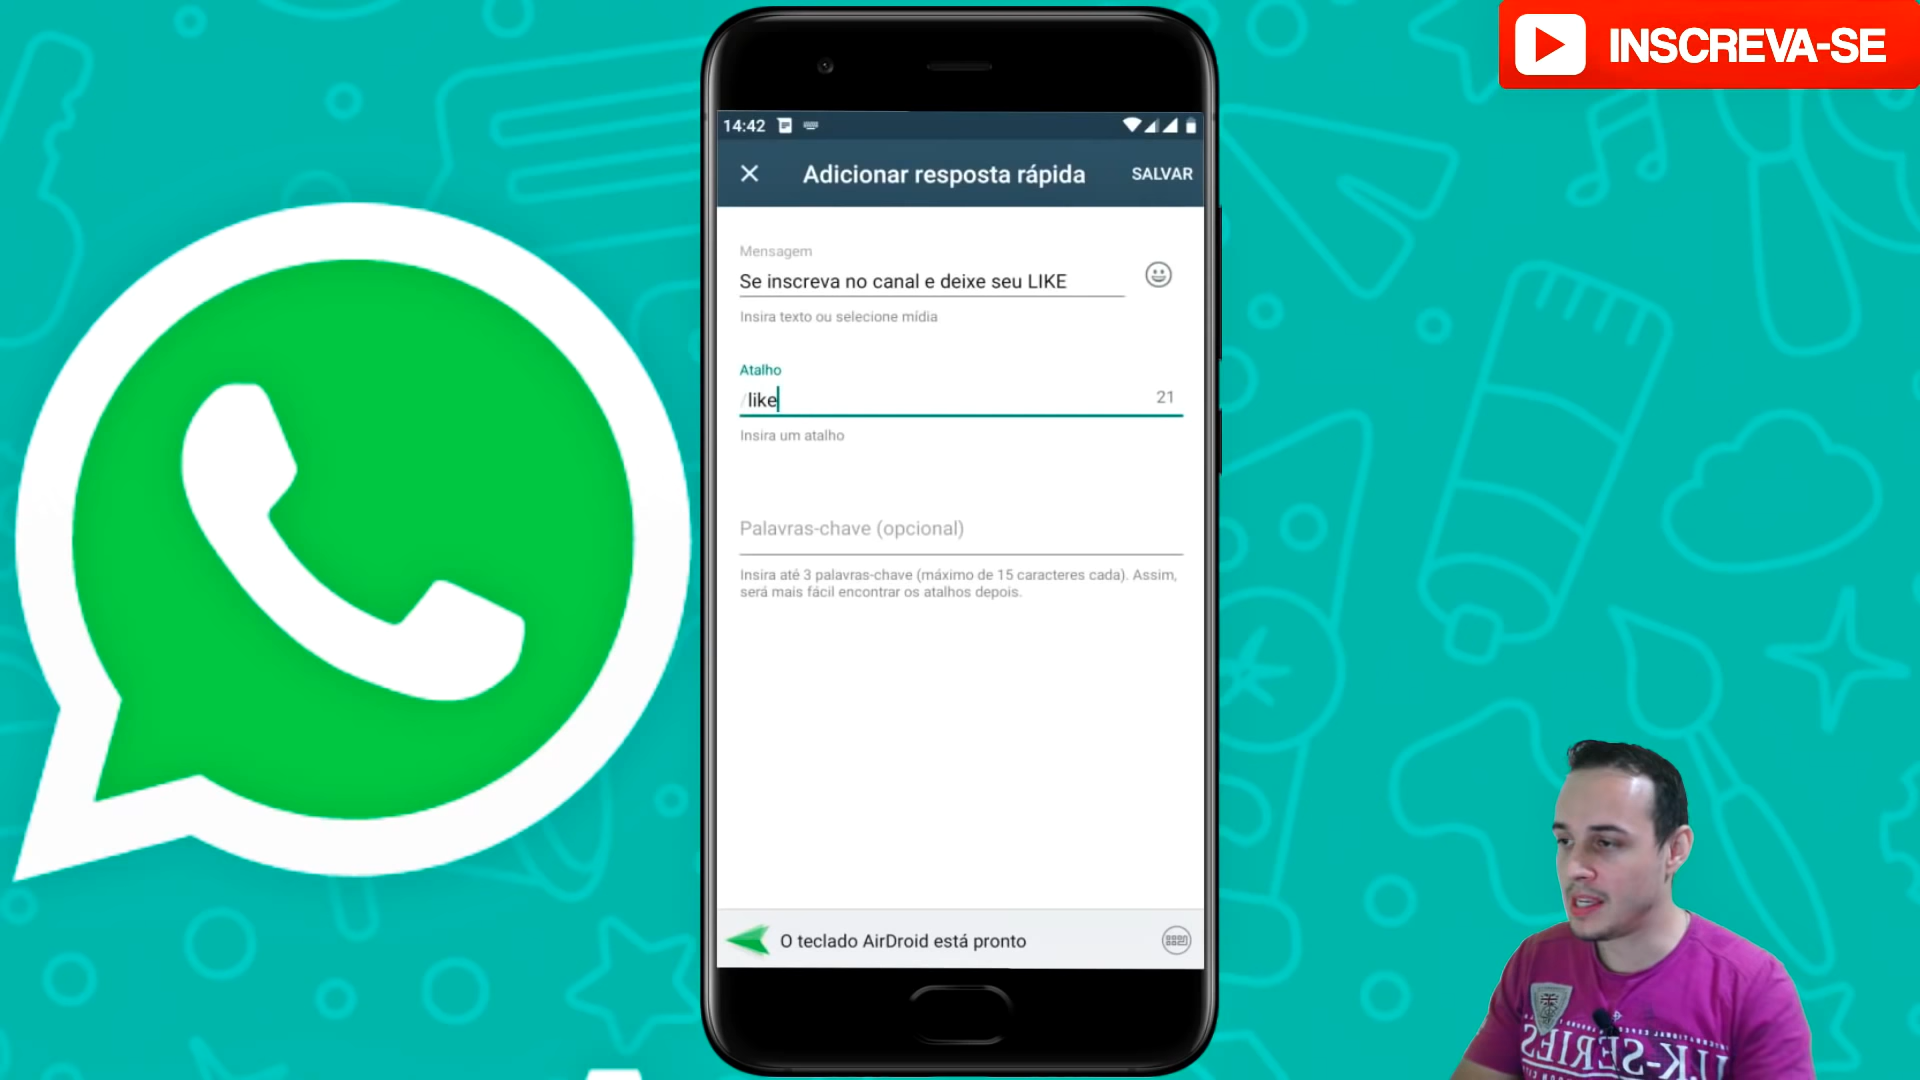 INSCREVA-SE
14:42
Adicionar resposta rápida
SALVAR
Mensagem
Se inscreva no canal e deixe seu LIKE
Insira texto ou selecione mídia
Atalho
/like
21
Insira um atalho
Palavras-chave (opcional)
Insira até 3 palavras-chave (máximo de 15 caracteres cada). Assim,
será mais fácil encontrar os atalhos depois.
O teclado AirDroid está pronto
U.K-SERIES